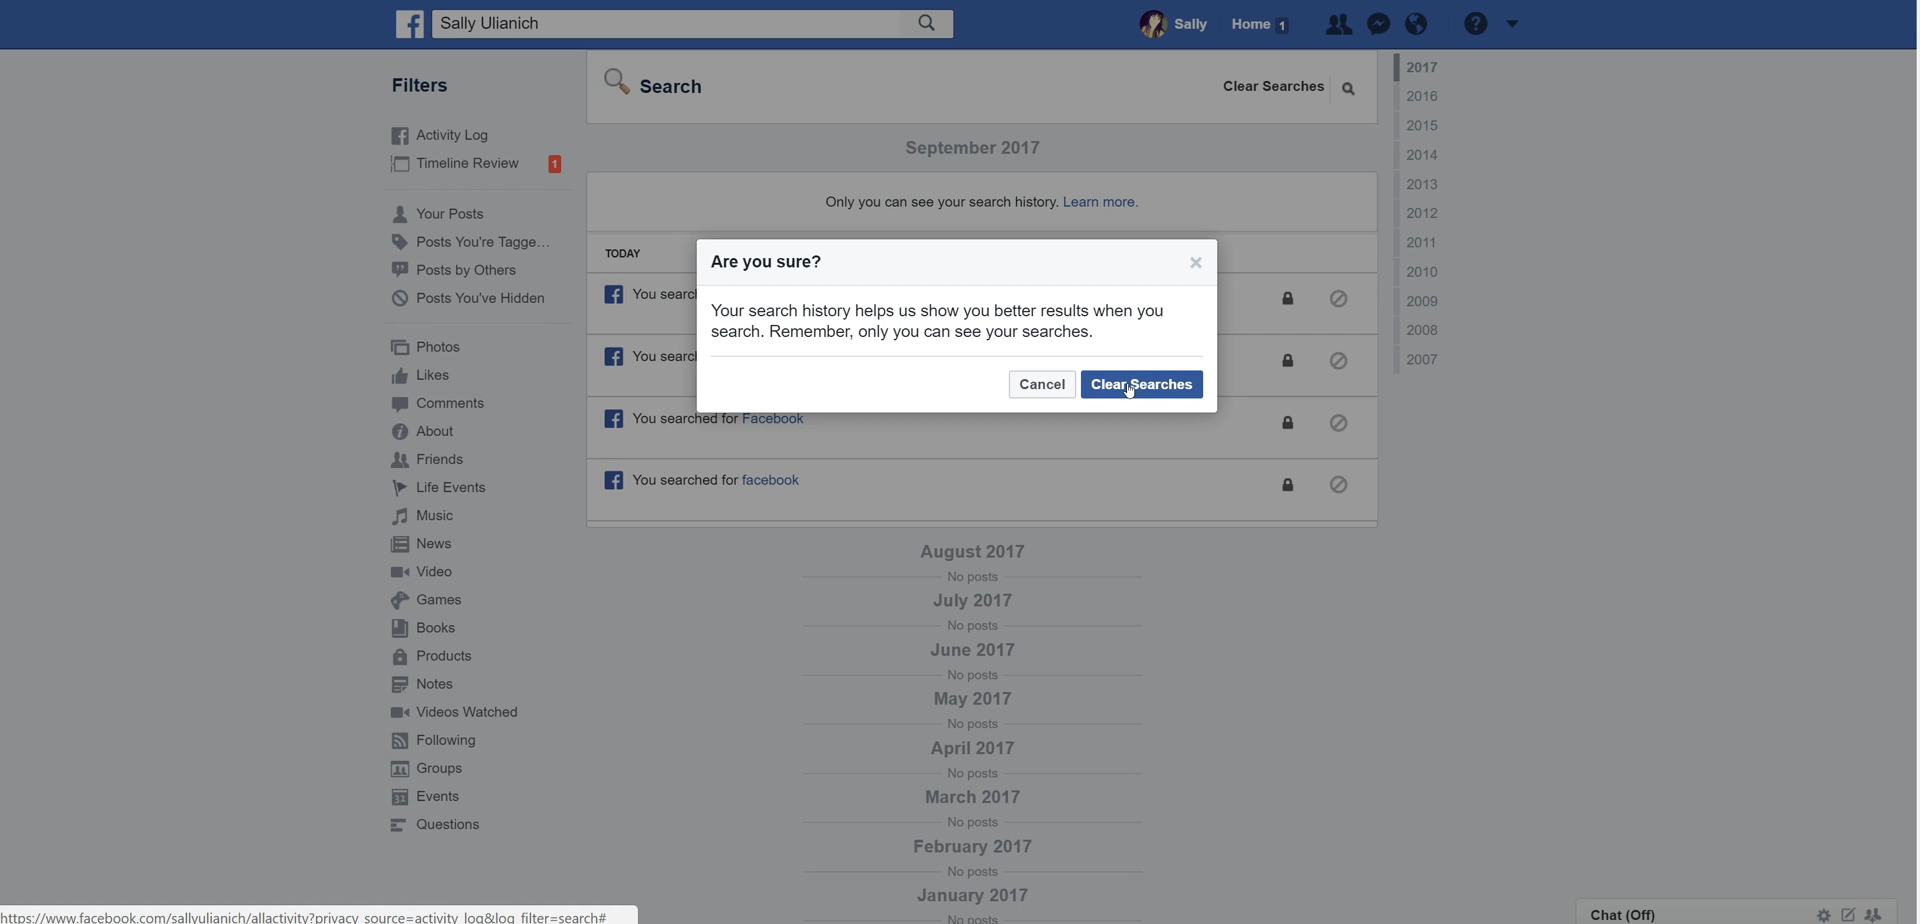 Sally Ulianich
Sally
Home 1
Filters
Activity Log
Timeline Review 1
Your Posts
Posts You're Tagge...
Posts by Others
Posts You've Hidden
Photos
Likes
Comments
About
Friends
Life Events
Music
News
Video
Games
Books
Products
Notes
Videos Watched
Following
Groups
31 Events
Questions
Search
Clear Searches
September 2017
Only you can see your search history. Learn more.
TODAY
You search
You search
You searched for Facebook
You searched for facebook
Are you sure?
Your search history helps us show you better results when you
search. Remember, only you can see your searches.
Cancel
Clear Searches
August 2017
No posts
July 2017
No posts
June 2017
No posts
May 2017
No posts
April 2017
No posts
March 2017
No posts
February 2017
No posts
January 2017
No posts
2017
2016
2015
2014
2013
2012
2011
2010
2009
2008
2007
https://www.facebook.com/sallyulianich/allactivity?privacy_source=activity_log&log_filter=search#
Chat (Off)